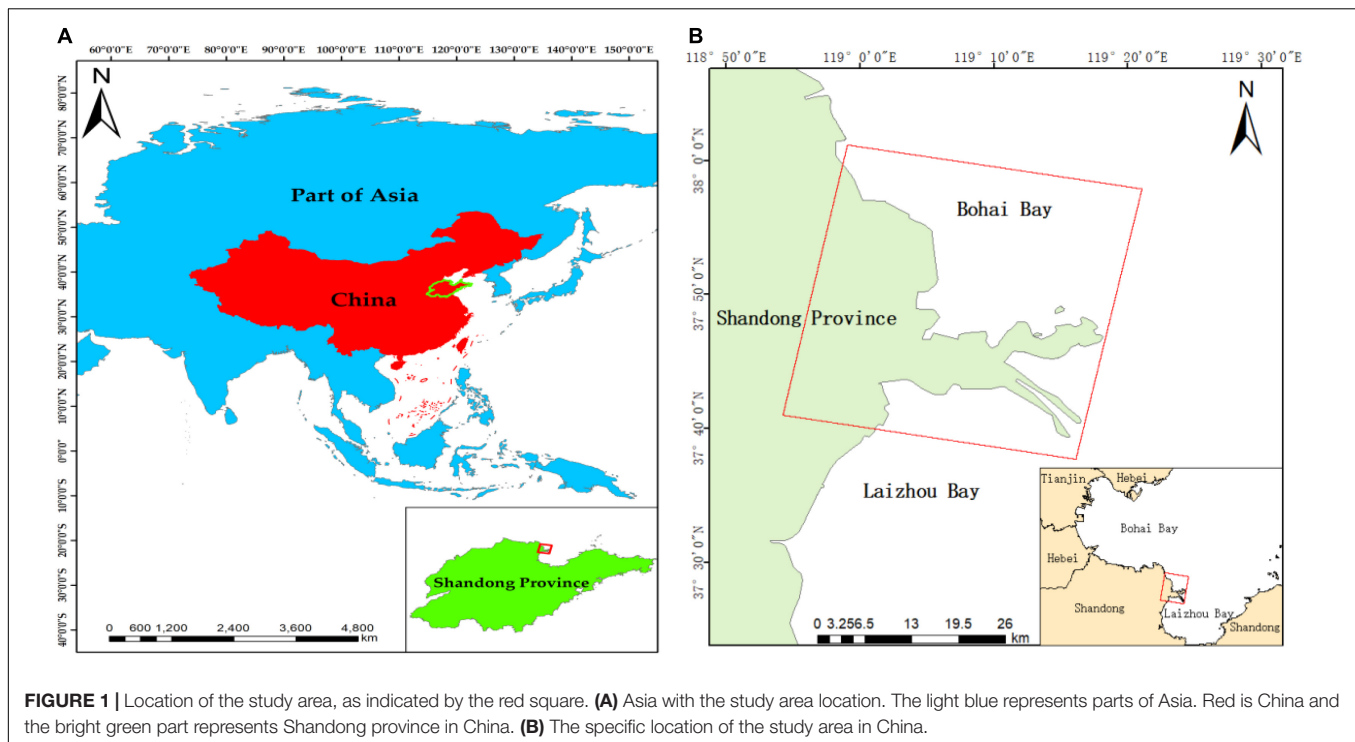 A
60°0'0"E 70°0'0"E 80°0'0"E 90°0'0"E 100°0'0"E 110°0'0"E 120°0'0"E 130°0'0"E 150°0'0"E
N
80°0'0"N
70°0'0"N
60°0'0"N
50°0'0"N
40°0'0"N
30°0'0"N
20°0'0"N
10°0'0"N
0°0'0"
10°0'0"S
20°0'0"S
30°0'0"S
40°0'0"S
Part of Asia
China
Shandong Province
0 600 1,200 2,400 3,600 4,800
km
B
118° 50′ 0″E 119° 0′ 0″E 119° 10′ 0″E 119° 20′ 0″E 119° 30′ 0″E
N
38° 0′ 0″N
37° 50′ 0″N
37° 40′ 0″N
37° 30′ 0″N
Bohai Bay
Shandong Province
Laizhou Bay
0 3.25 6.5 13 19.5 26
km
Tianjin
Hebei
Bohai Bay
Hebei
Shandong
Laizhou Bay
Shandong
FIGURE 1 | Location of the study area, as indicated by the red square. (A) Asia with the study area location. The light blue represents parts of Asia. Red is China and
the bright green part represents Shandong province in China. (B) The specific location of the study area in China.